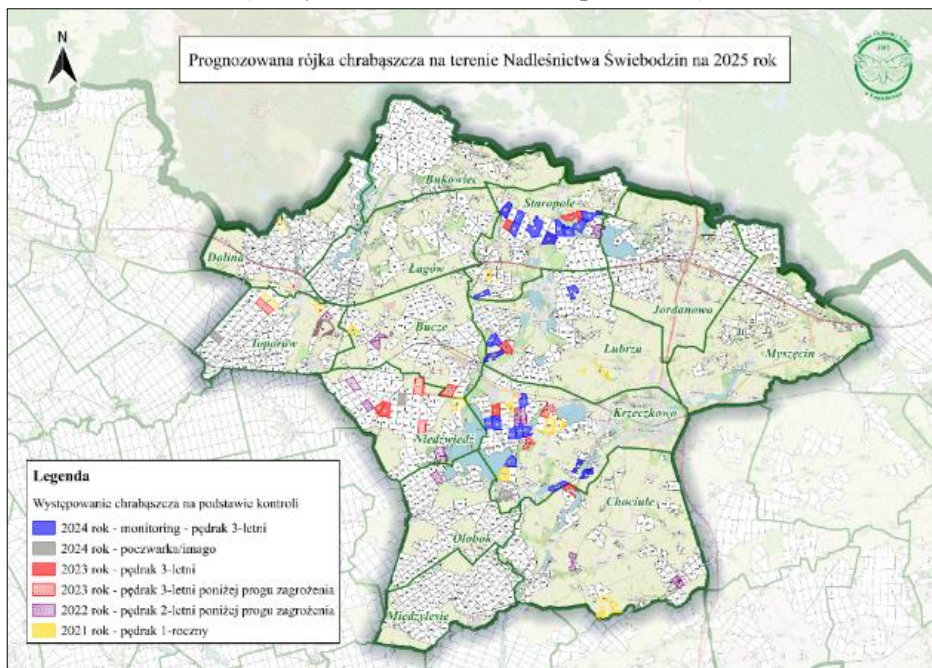 N
Prognozowana rójka chrabąszcza na terenie Nadleśnictwa Świebodzin na 2025 rok
Bukowiec
Staropole
Dolina
Łagów
Jordanowo
Toporów
Bucze
Lubrza
Myszęcin
Krzeczkowo
Niedźwiedź
Chociule
Ołobok
Międzylesie
Legenda
Występowanie chrabąszcza na podstawie kontroli
2024 rok - monitoring - pędrak 3-letni
2024 rok - poczwarka/imago
2023 rok - pędrak 3-letni
2023 rok - pędrak 3-letni poniżej progu zagrożenia
2022 rok - pędrak 2-letni poniżej progu zagrożenia
2021 rok - pędrak 1-roczny